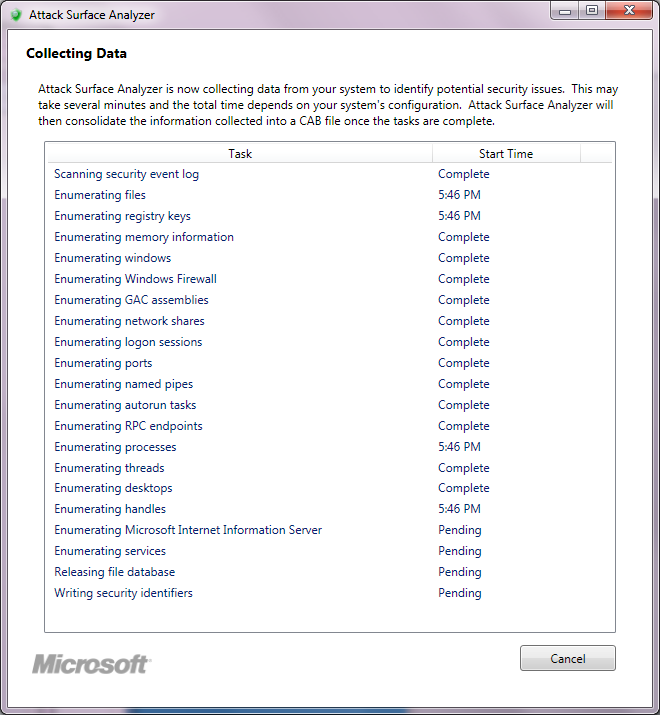 Attack Surface Analyzer
Collecting Data
Attack Surface Analyzer is now collecting data from your system to identify potential security issues.  This may
take several minutes and the total time depends on your system's configuration.  Attack Surface Analyzer will
then consolidate the information collected into a CAB file once the tasks are complete.
Task Start Time
Scanning security event log Complete
Enumerating files 5:46 PM
Enumerating registry keys 5:46 PM
Enumerating memory information Complete
Enumerating windows Complete
Enumerating Windows Firewall Complete
Enumerating GAC assemblies Complete
Enumerating network shares Complete
Enumerating logon sessions Complete
Enumerating ports Complete
Enumerating named pipes Complete
Enumerating autorun tasks Complete
Enumerating RPC endpoints Complete
Enumerating processes 5:46 PM
Enumerating threads Complete
Enumerating desktops Complete
Enumerating handles 5:46 PM
Enumerating Microsoft Internet Information Server Pending
Enumerating services Pending
Releasing file database Pending
Writing security identifiers Pending
Microsoft
Cancel